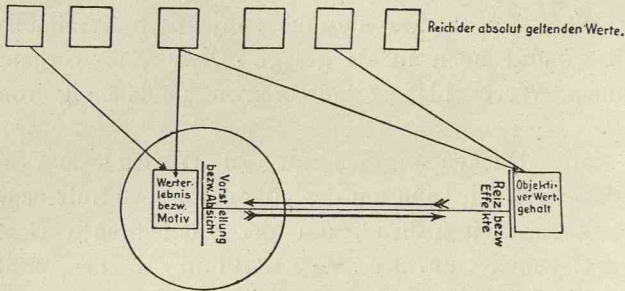 Reich der absolut geltenden Werte.
Werter-
lebnis
bezw.
Motiv
Vorstellung
bezw. Absicht
Reiz bezw
Effekte
Objekti-
ver Wert-
gehalt